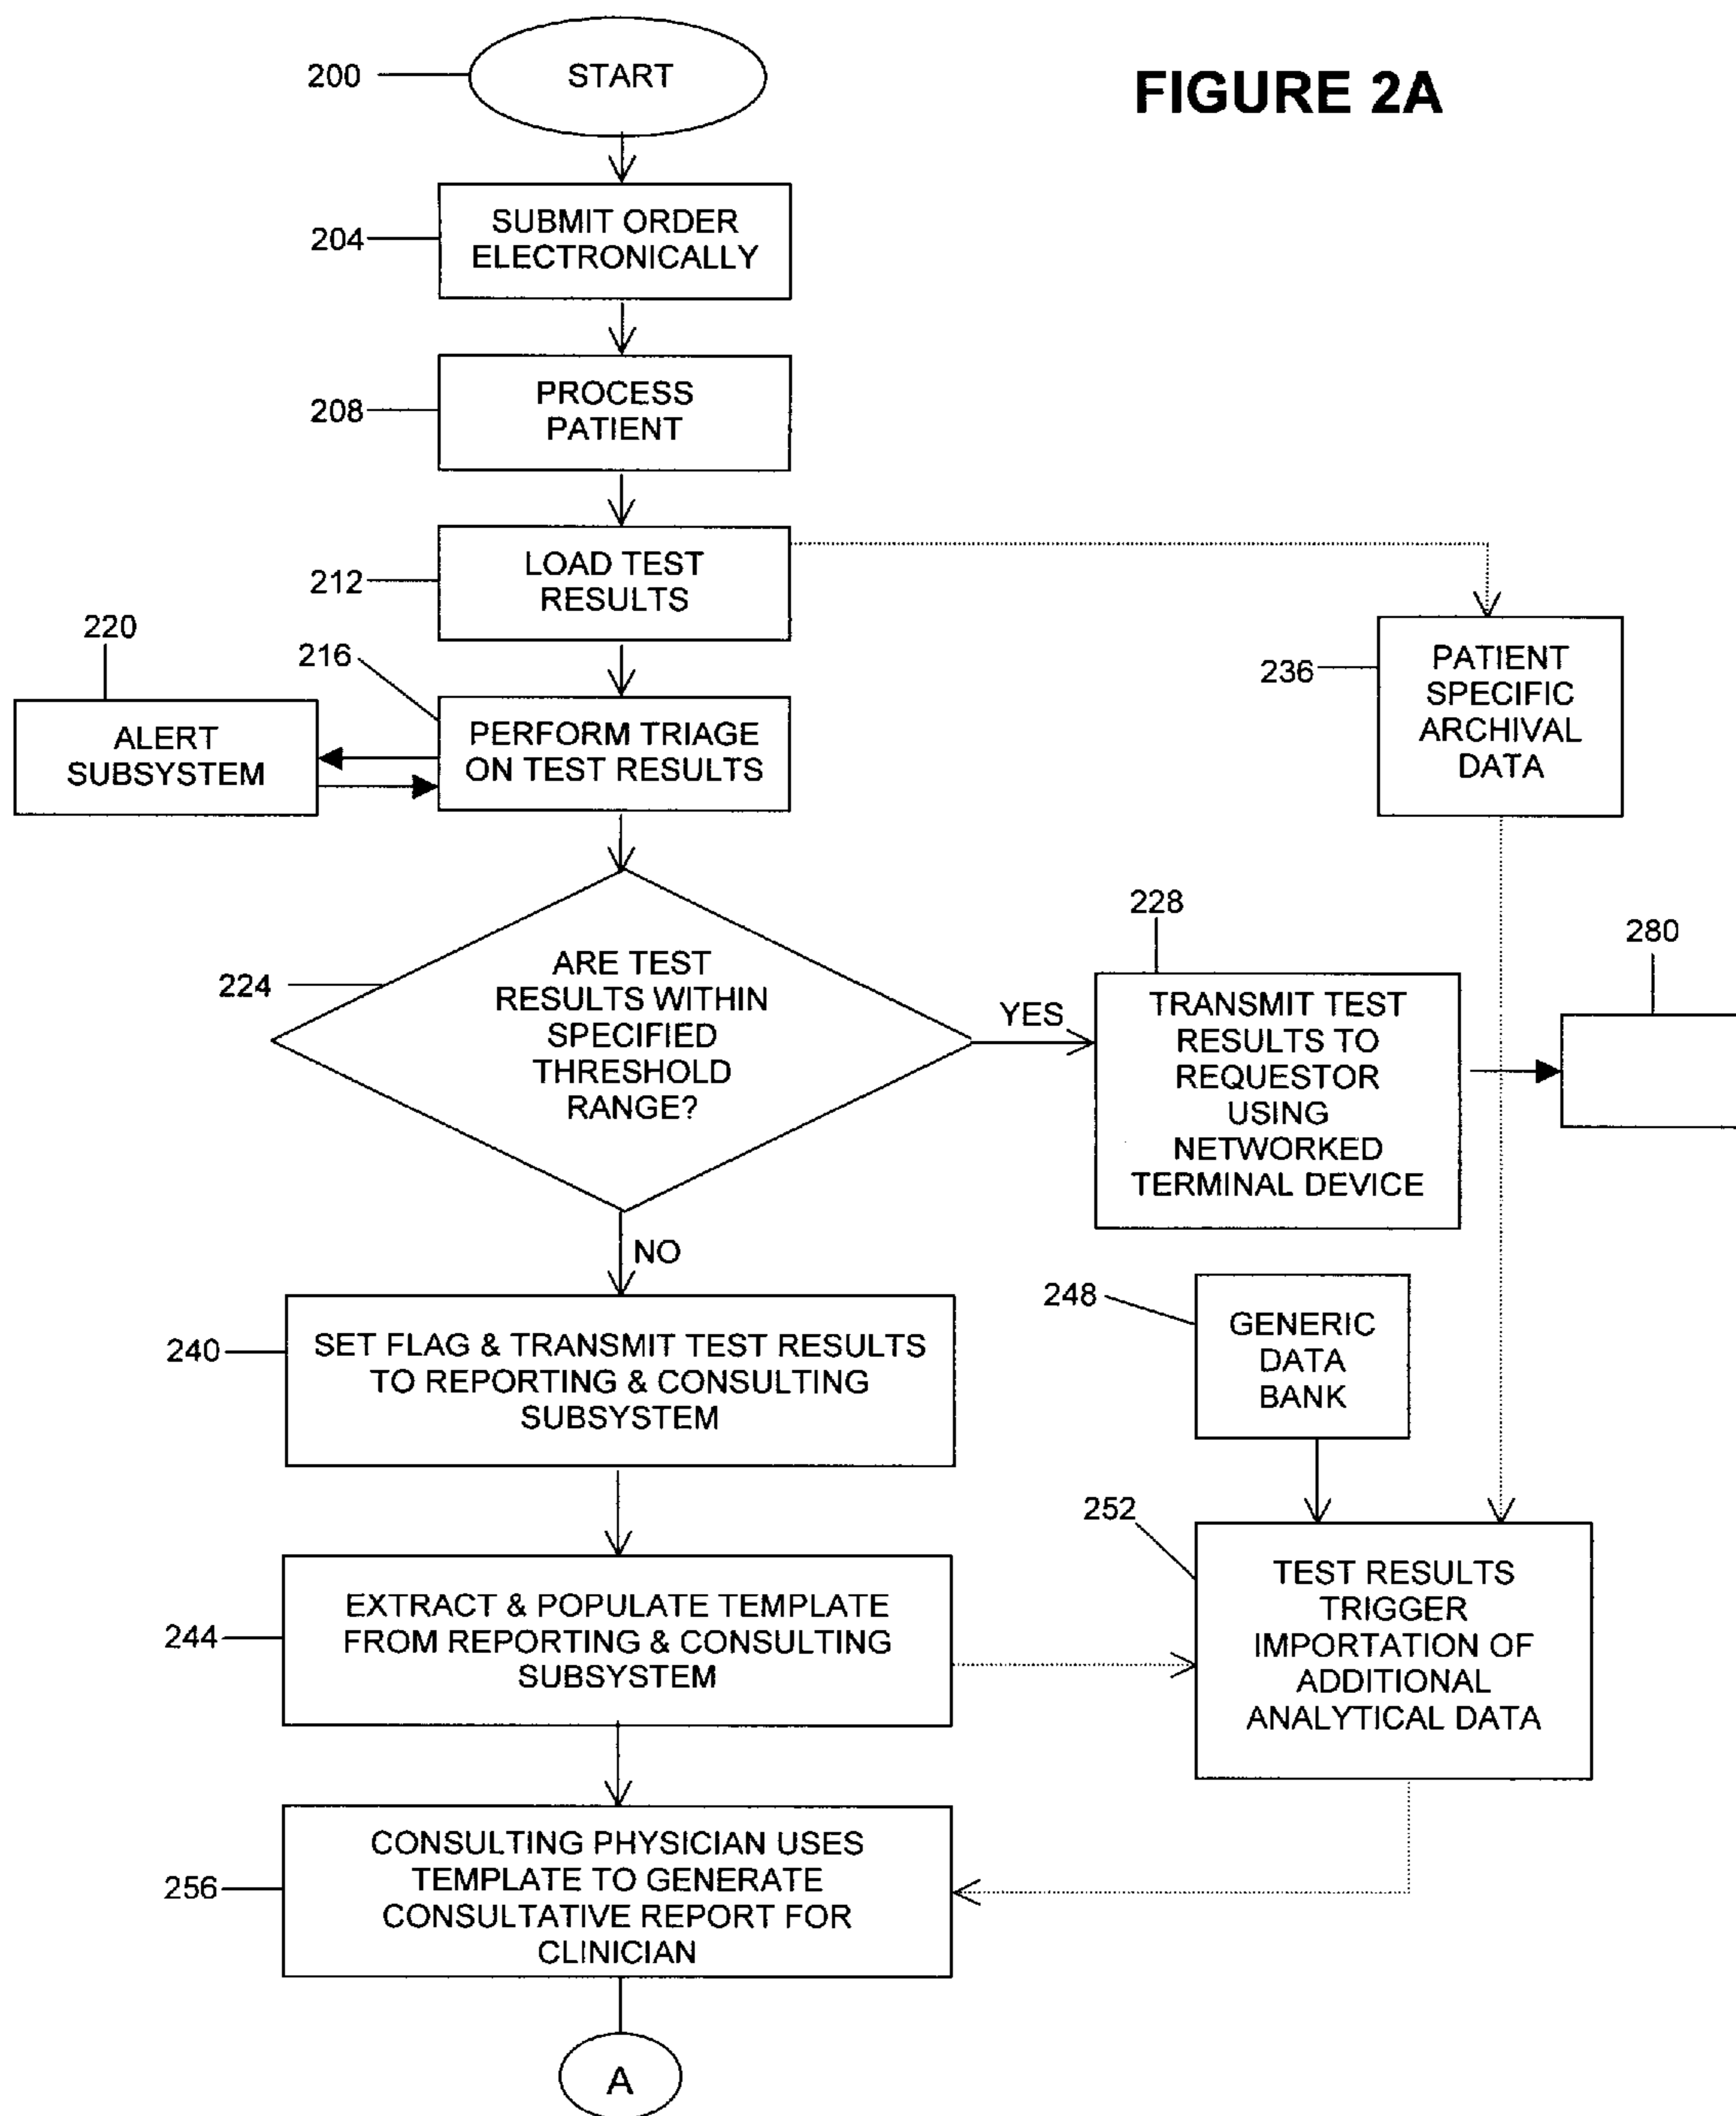 FIGURE 2A
200
START
204
SUBMIT ORDER
ELECTRONICALLY
208
PROCESS
PATIENT
212
LOAD TEST
RESULTS
220
216
236
PATIENT
SPECIFIC
ARCHIVAL
DATA
ALERT
SUBSYSTEM
PERFORM TRIAGE
ON TEST RESULTS
224
ARE TEST
RESULTS WITHIN
SPECIFIED
THRESHOLD
RANGE?
YES
228
TRANSMIT TEST
RESULTS TO
REQUESTOR
USING
NETWORKED
TERMINAL DEVICE
280
NO
240
SET FLAG & TRANSMIT TEST RESULTS
TO REPORTING & CONSULTING
SUBSYSTEM
248
GENERIC
DATA
BANK
244
EXTRACT & POPULATE TEMPLATE
FROM REPORTING & CONSULTING
SUBSYSTEM
252
TEST RESULTS
TRIGGER
IMPORTATION OF
ADDITIONAL
ANALYTICAL DATA
256
CONSULTING PHYSICIAN USES
TEMPLATE TO GENERATE
CONSULTATIVE REPORT FOR
CLINICIAN
A